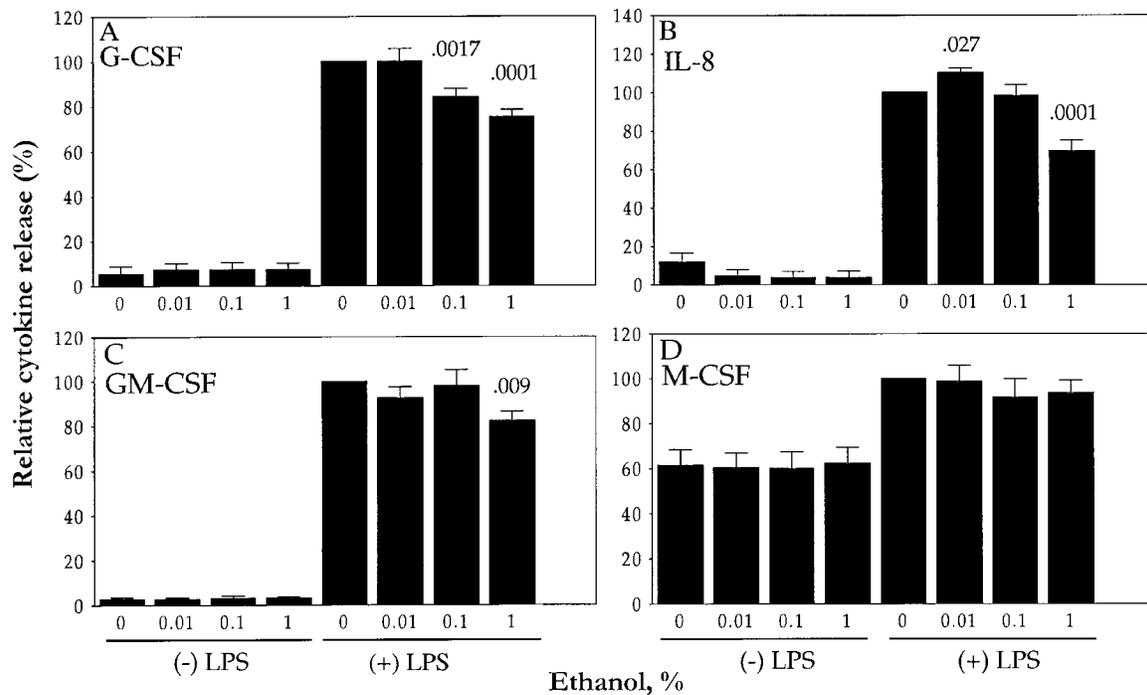 Relative cytokine release (%)
A
G-CSF
120
100
80
60
40
20
0
.0017
.0001
0 0.01 0.1 1 0 0.01 0.1 1
B
IL-8
140
120
100
80
60
40
20
0
.027
.0001
0 0.01 0.1 1 0 0.01 0.1 1
C
GM-CSF
120
100
80
60
40
20
0
.009
0 0.01 0.1 1 0 0.01 0.1 1
(-) LPS (+) LPS
D
M-CSF
120
100
80
60
40
20
0
0 0.01 0.1 1 0 0.01 0.1 1
(-) LPS (+) LPS
Ethanol, %